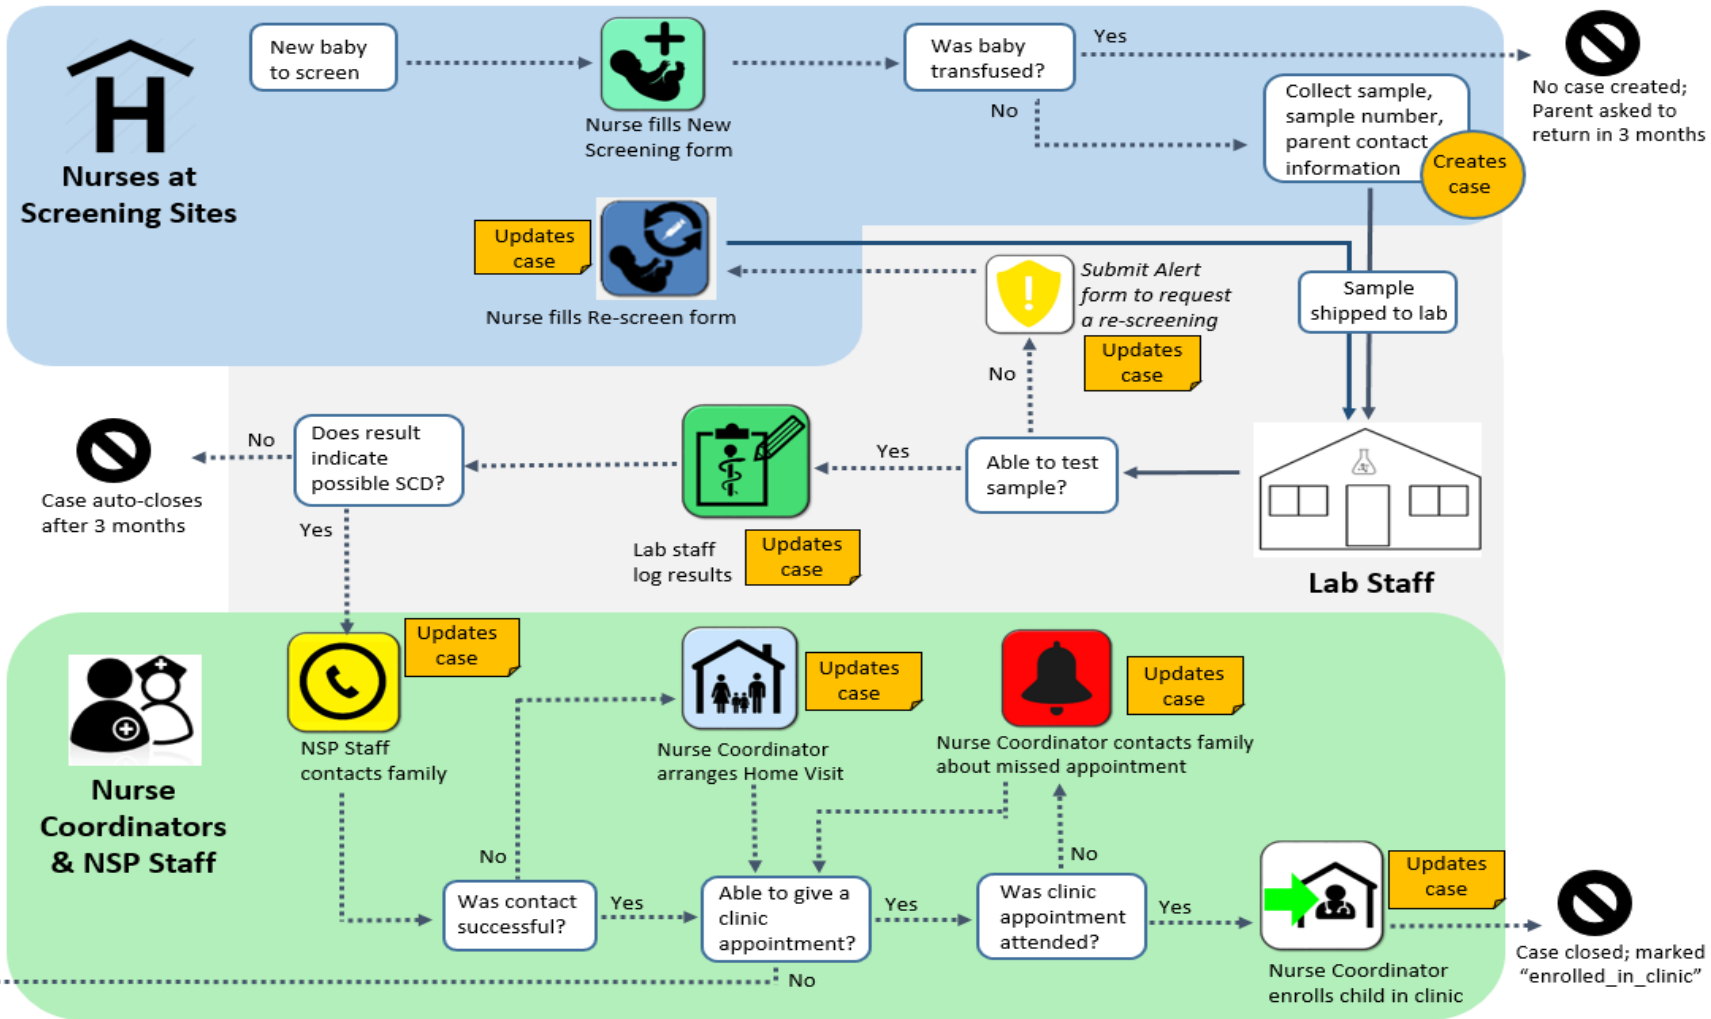 New baby
to screen
Nurse fills New
Screening form
Was baby
transfused?
Yes
No
No case created;
Parent asked to
return in 3 months
Collect sample,
sample number,
parent contact
information
Creates
case
H
Nurses at
Screening Sites
Updates
case
Nurse fills Re-screen form
Submit Alert
form to request
a re-screening
Updates
case
Sample
shipped to lab
No
Able to test
sample?
Yes
Lab Staff
Lab staff
log results
Updates
case
Does result
indicate
possible SCD?
No
Case auto-closes
after 3 months
Yes
Nurse
Coordinators
& NSP Staff
Updates
case
NSP Staff
contacts family
Updates
case
Nurse Coordinator
arranges Home Visit
Updates
case
Nurse Coordinator contacts family
about missed appointment
Was contact
successful?
No
Yes
Able to give a
clinic
appointment?
Yes
No
Was clinic
appointment
attended?
No
Yes
Updates
case
Nurse Coordinator
enrolls child in clinic
Case closed; marked
“enrolled_in_clinic”